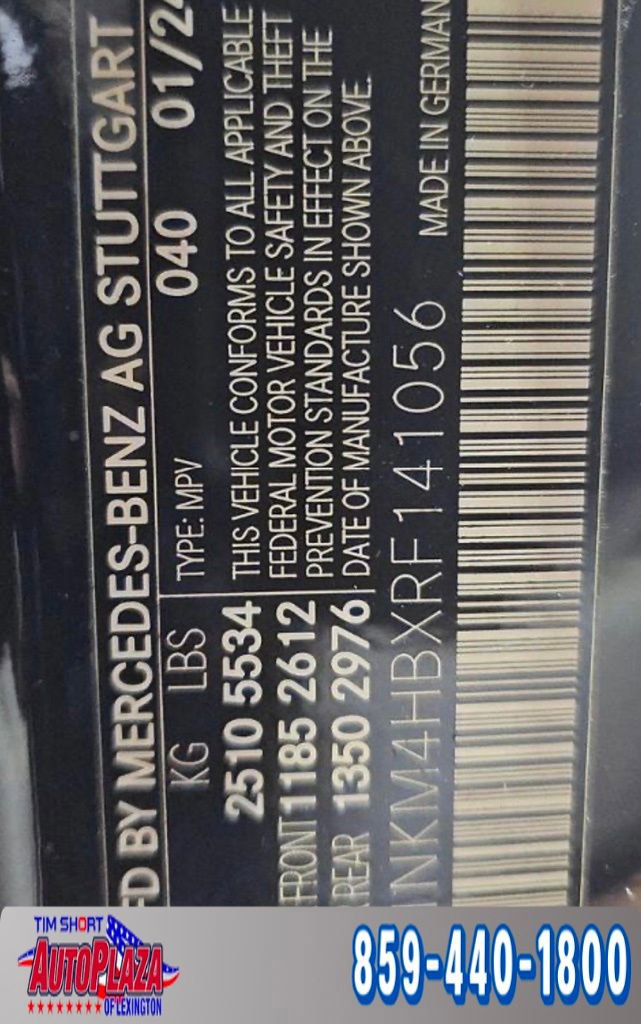 FD BY MERCEDES-BENZ AG STUTTGART
KG LBS TYPE: MPV 040 01/24
2510 5534 THIS VEHICLE CONFORMS TO ALL APPLICABLE
FRONT 1185 2612 FEDERAL MOTOR VEHICLE SAFETY AND THEFT
REAR 1350 2976 PREVENTION STANDARDS IN EFFECT ON THE
DATE OF MANUFACTURE SHOWN ABOVE.
NKM4HBXRF141056 MADE IN GERMAN
TIM SHORT
AUTOPLAZA
OF LEXINGTON
859-440-1800